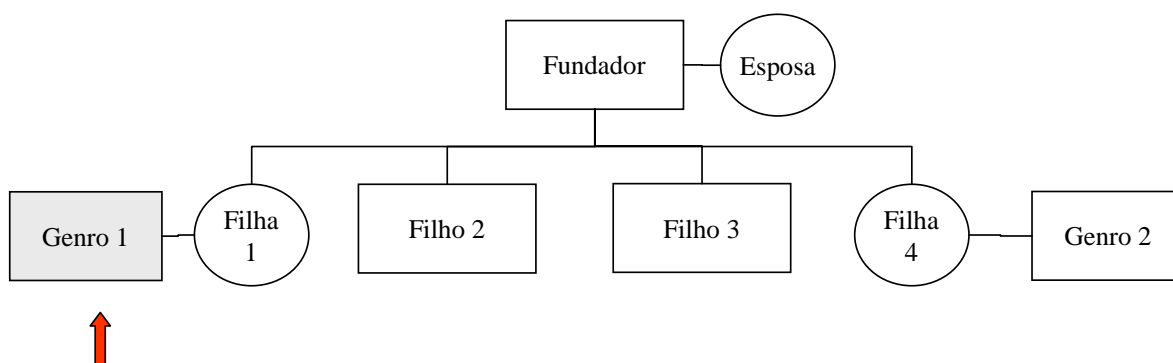 Fundador
Esposa
Genro 1
Filha
1
Filho 2
Filho 3
Filha
4
Genro 2